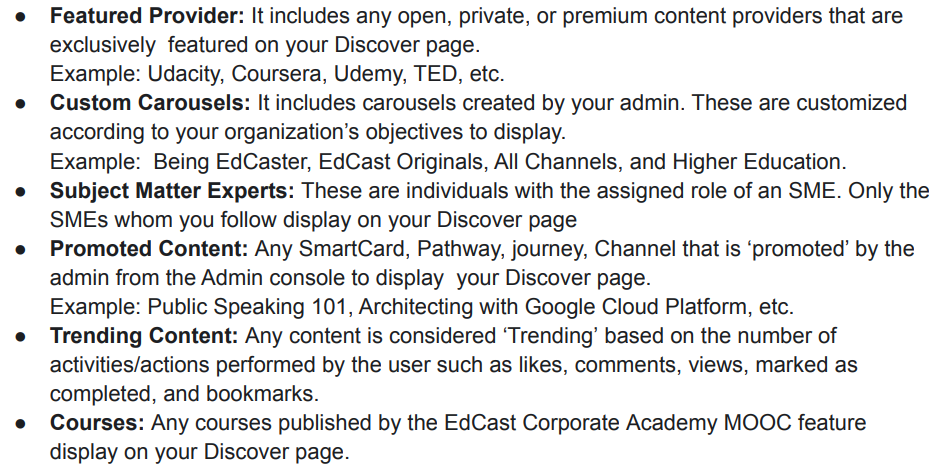 ● Featured Provider: It includes any open, private, or premium content providers that are
exclusively  featured on your Discover page.
Example: Udacity, Coursera, Udemy, TED, etc.
● Custom Carousels: It includes carousels created by your admin. These are customized
according to your organization’s objectives to display.
Example:  Being EdCaster, EdCast Originals, All Channels, and Higher Education.
● Subject Matter Experts: These are individuals with the assigned role of an SME. Only the
SMEs whom you follow display on your Discover page
● Promoted Content: Any SmartCard, Pathway, journey, Channel that is ‘promoted’ by the
admin from the Admin console to display  your Discover page.
Example: Public Speaking 101, Architecting with Google Cloud Platform, etc.
● Trending Content: Any content is considered ‘Trending’ based on the number of
activities/actions performed by the user such as likes, comments, views, marked as
completed, and bookmarks.
● Courses: Any courses published by the EdCast Corporate Academy MOOC feature
display on your Discover page.